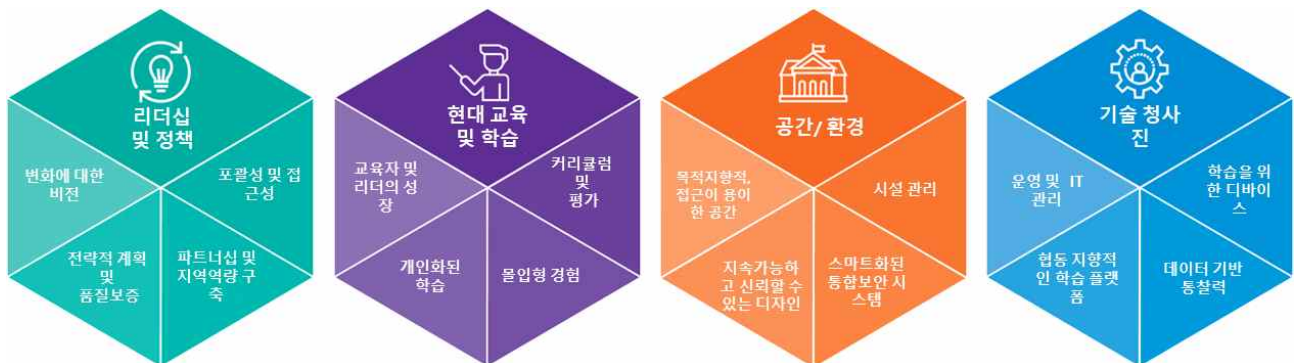 리더십
및 정책
변화에 대한
비전
포괄성 및 접
근성
전략적 계획
및
품질보증
파트너십 및
지역역량 구
축
현대 교육
및 학습
교육자 및
리더의 성
장
커리큘럼
및
평가
개인화된
학습
몰입형 경험
공간/ 환경
목적지향적,
접근이 용이
한 공간
시설 관리
지속가능하
고 신뢰할 수
있는 디자인
스마트화된
통합보안 시
스템
기술 청사
진
운영 및 IT
관리
학습을 위
한 디바이
스
협동 지향적
인 학습 플랫
폼
데이터 기반
통찰력